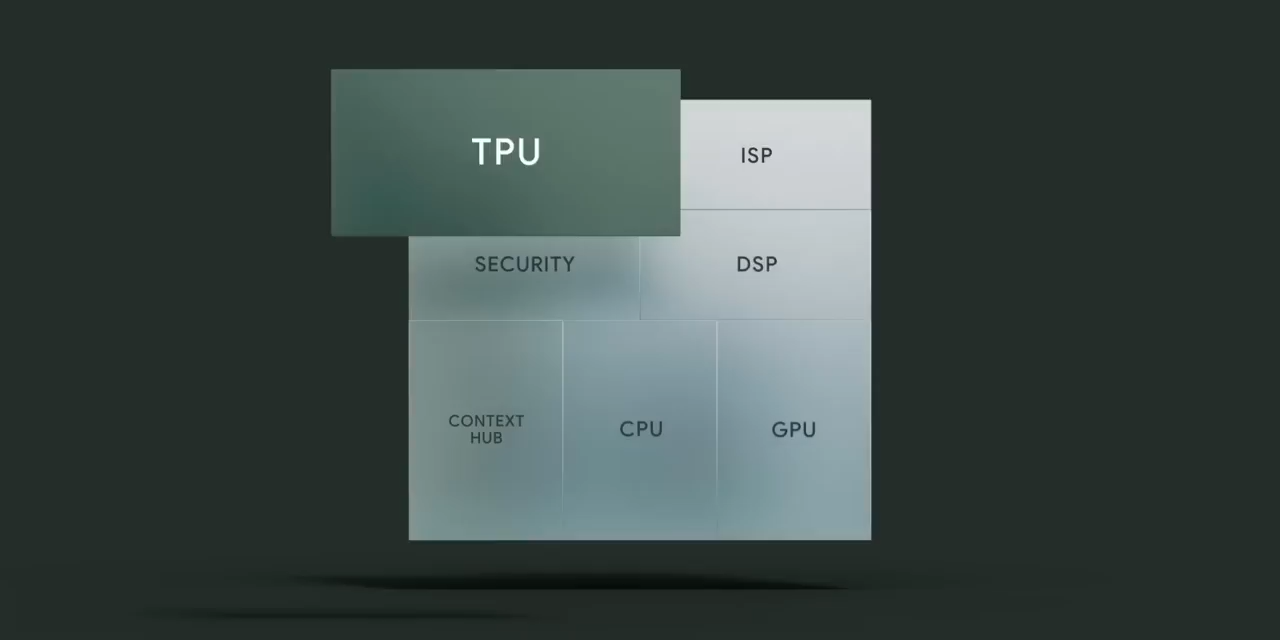 TPU
ISP
SECURITY
DSP
CONTEXT
HUB
CPU
GPU